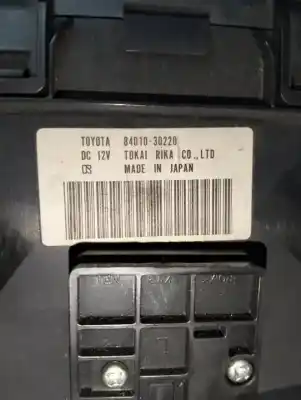 TOYOTA 84010-30220
DC 12V TOKAI RIKA CO.,LTD
MADE IN JAPAN